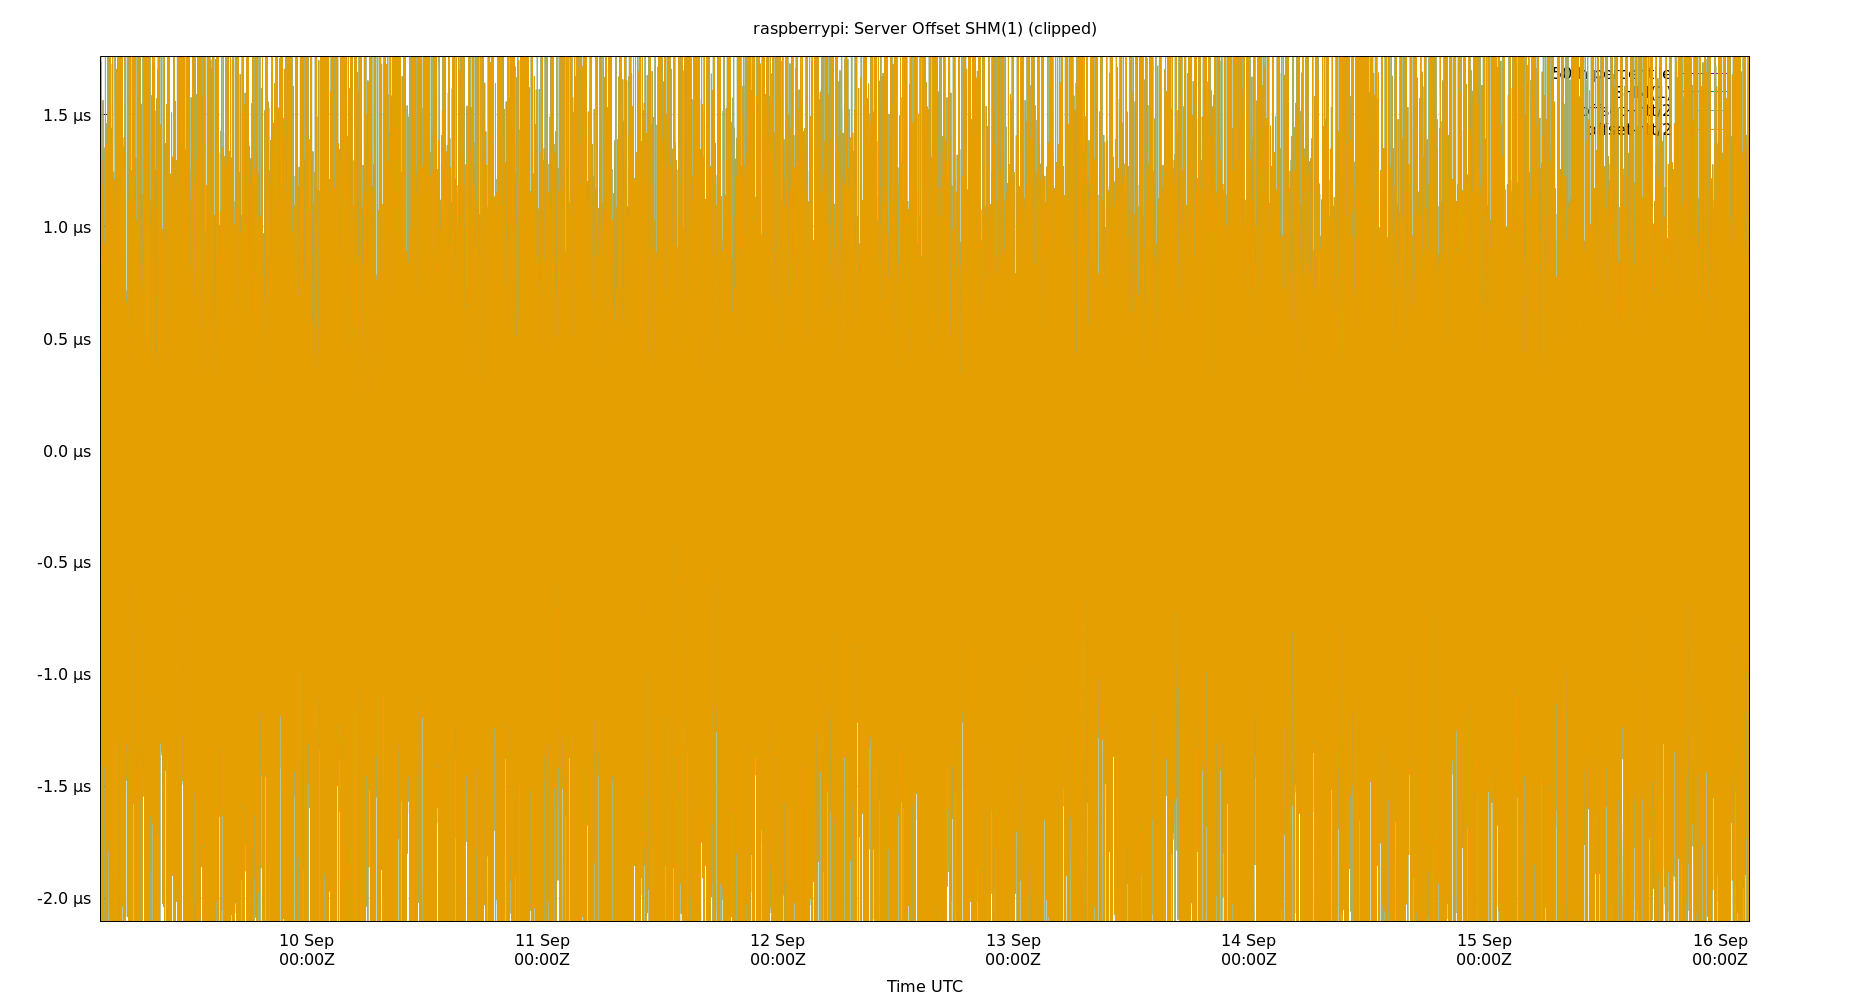 raspberrypi: Server Offset SHM(1) (clipped)
1.5 µs
1.0 µs
0.5 µs
0.0 µs
-0.5 µs
-1.0 µs
-1.5 µs
-2.0 µs
10 Sep
00:00Z
11 Sep
00:00Z
12 Sep
00:00Z
13 Sep
00:00Z
14 Sep
00:00Z
15 Sep
00:00Z
16 Sep
00:00Z
Time UTC